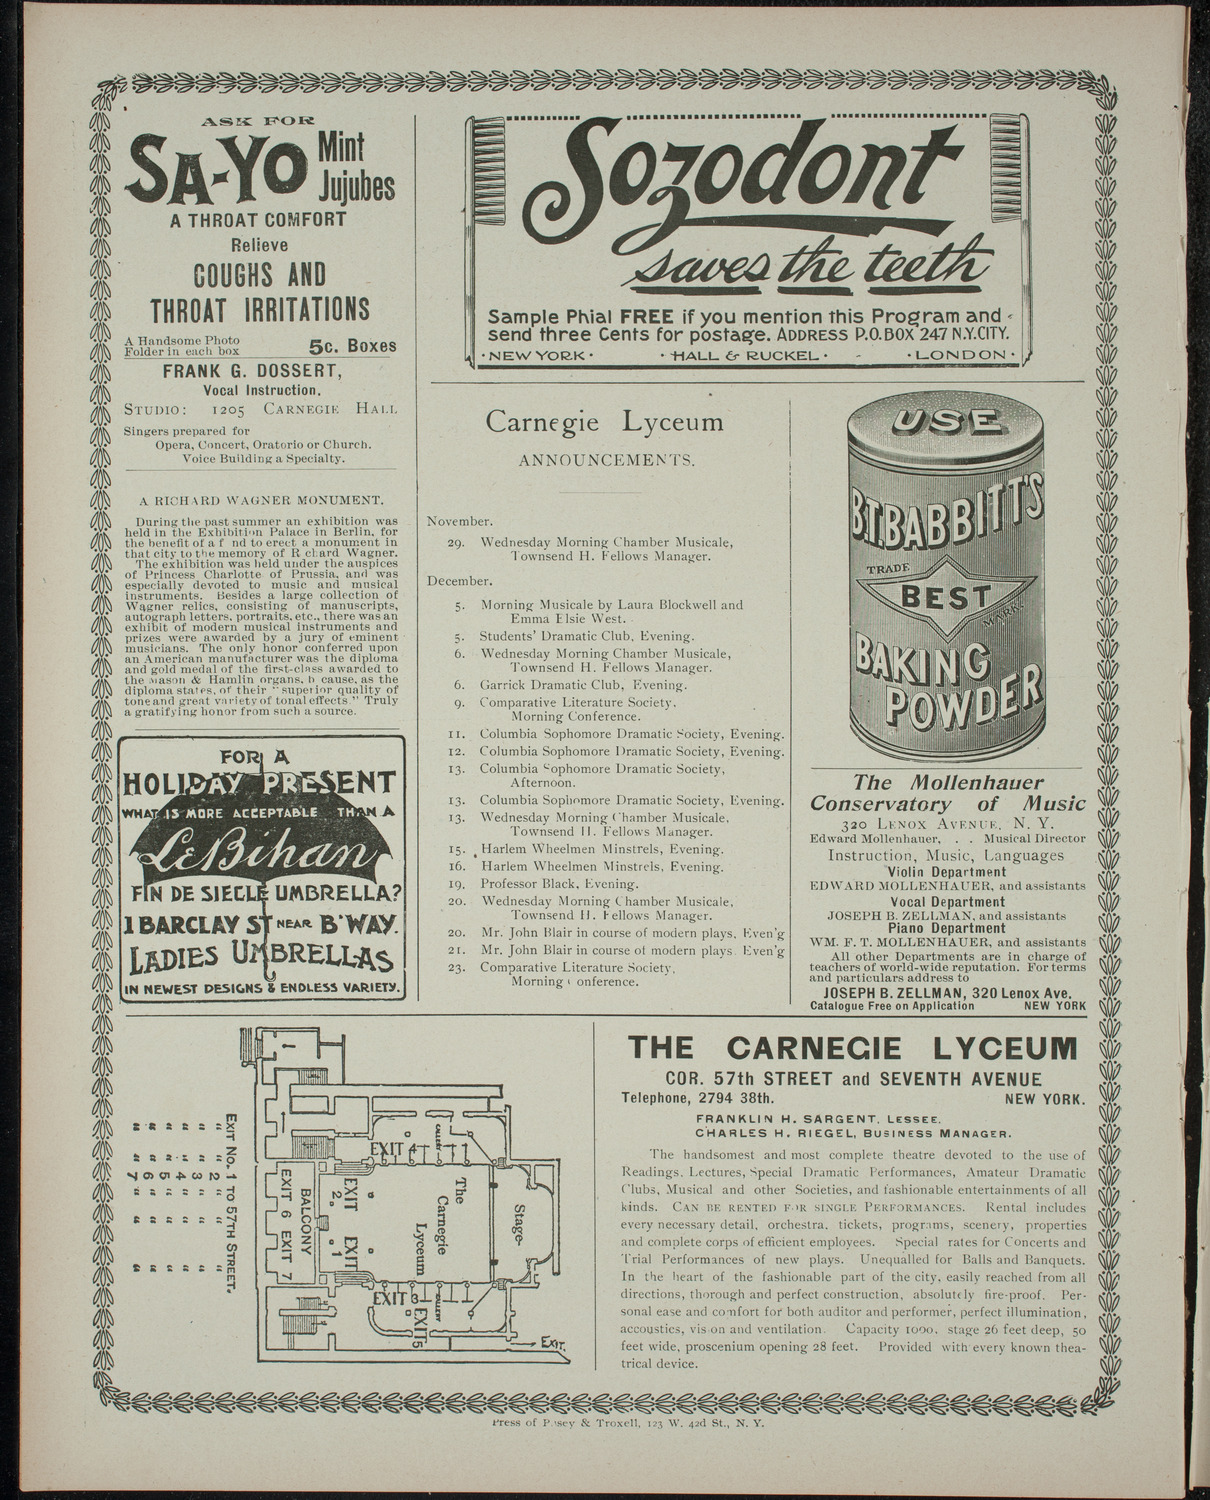 ASK FOR
SA-YO Mint Jujubes
A THROAT COMFORT
Relieve
COUGHS AND
THROAT IRRITATIONS
A Handsome Photo
Folder in each box
5c. Boxes
FRANK G. DOSSERT,
Vocal Instruction.
STUDIO: 1205 CARNEGIE HALL
Singers prepared for
Opera, Concert, Oratorio or Church.
Voice Building a Specialty.
A RICHARD WAGNER MONUMENT.
During the past summer an exhibition was
held in the Exhibition Palace in Berlin, for
the benefit of a f nd to erect a monument in
that city to the memory of R chard Wagner.
The exhibition was held under the auspices
of Princess Charlotte of Prussia, and was
especially devoted to music and musical
instruments. Besides a large collection of
Wagner relics, consisting of manuscripts,
autograph letters, portraits, etc., there was an
exhibit of modern musical instruments and
prizes were awarded by a jury of eminent
musicians. The only honor conferred upon
an American manufacturer was the diploma
and gold medal of the first-class awarded to
the Mason & Hamlin organs, b cause, as the
diploma states, of their "superior quality of
tone and great variety of tonal effects" Truly
a gratifying honor from such a source.
FOR A
HOLIDAY PRESENT
WHAT IS MORE ACCEPTABLE THAN A
LeBihan
FIN DE SIECLE UMBRELLA?
1 BARCLAY ST NEAR B'WAY.
LADIES UMBRELLAS
IN NEWEST DESIGNS & ENDLESS VARIETY.
Sozodont
saves the teeth
Sample Phial FREE if you mention this Program and
send three Cents for postage. ADDRESS P.O. BOX 247 N.Y.CITY.
· NEW YORK · · HALL & RUCKEL · · LONDON ·
Carnegie Lyceum
ANNOUNCEMENTS.
November.
29. Wednesday Morning Chamber Musicale,
Townsend H. Fellows Manager.
December.
5. Morning Musicale by Laura Blockwell and
Emma Elsie West.
5. Students' Dramatic Club, Evening.
6. Wednesday Morning Chamber Musicale,
Townsend H. Fellows Manager.
6. Garrick Dramatic Club, Evening.
9. Comparative Literature Society.
Morning Conference.
11. Columbia Sophomore Dramatic Society, Evening.
12. Columbia Sophomore Dramatic Society, Evening.
13. Columbia Sophomore Dramatic Society,
Afternoon.
13. Columbia Sophomore Dramatic Society, Evening.
13. Wednesday Morning Chamber Musicale,
Townsend H. Fellows Manager.
15. Harlem Wheelmen Minstrels, Evening.
16. Harlem Wheelmen Minstrels, Evening.
19. Professor Black, Evening.
20. Wednesday Morning Chamber Musicale,
Townsend H. Fellows Manager.
20. Mr. John Blair in course of modern plays, Even'g
21. Mr. John Blair in course of modern plays. Even'g
23. Comparative Literature Society,
Morning onference.
USE
B.T. BABBITT'S
TRADE
BEST
MARK.
BAKING
POWDER
The Mollenhauer
Conservatory of Music
320 LENOX AVENUE, N. Y.
Edward Mollenhauer, . . Musical Director
Instruction, Music, Languages
Violin Department
EDWARD MOLLENHAUER, and assistants
Vocal Department
JOSEPH B. ZELLMAN, and assistants
Piano Department
WM. F. T. MOLLENHAUER, and assistants
All other Departments are in charge of
teachers of world-wide reputation. For terms
and particulars address to
JOSEPH B. ZELLMAN, 320 Lenox Ave.
Catalogue Free on Application NEW YORK
EXIT NO. 1 TO 57TH STREET.
" " 2 " "
" " 3 " "
" " 4 " "
" " 5 " "
" " 6 " "
" " 7 " "
EXIT 6 EXIT 7
BALCONY
EXIT 2
EXIT 1
EXIT 4
GALLERY
The
Carnegie
Lyceum
Stage
EXIT 3
GALLERY
EXIT 5
EXIT.
THE CARNEGIE LYCEUM
COR. 57th STREET and SEVENTH AVENUE
Telephone, 2794 38th. NEW YORK.
FRANKLIN H. SARGENT, LESSEE.
CHARLES H. RIEGEL, BUSINESS MANAGER.
The handsomest and most complete theatre devoted to the use of
Readings, Lectures, Special Dramatic Performances, Amateur Dramatic
Clubs, Musical and other Societies, and fashionable entertainments of all
kinds. CAN BE RENTED FOR SINGLE PERFORMANCES. Rental includes
every necessary detail, orchestra, tickets, programs, scenery, properties
and complete corps of efficient employees. Special rates for Concerts and
Trial Performances of new plays. Unequalled for Balls and Banquets.
In the heart of the fashionable part of the city, easily reached from all
directions, thorough and perfect construction, absolutely fire-proof. Per-
sonal ease and comfort for both auditor and performer, perfect illumination,
accoustics, vision and ventilation. Capacity 1000, stage 26 feet deep, 50
feet wide, proscenium opening 28 feet. Provided with every known thea-
trical device.
Press of Pusey & Troxell, 123 W. 42d St., N. Y.